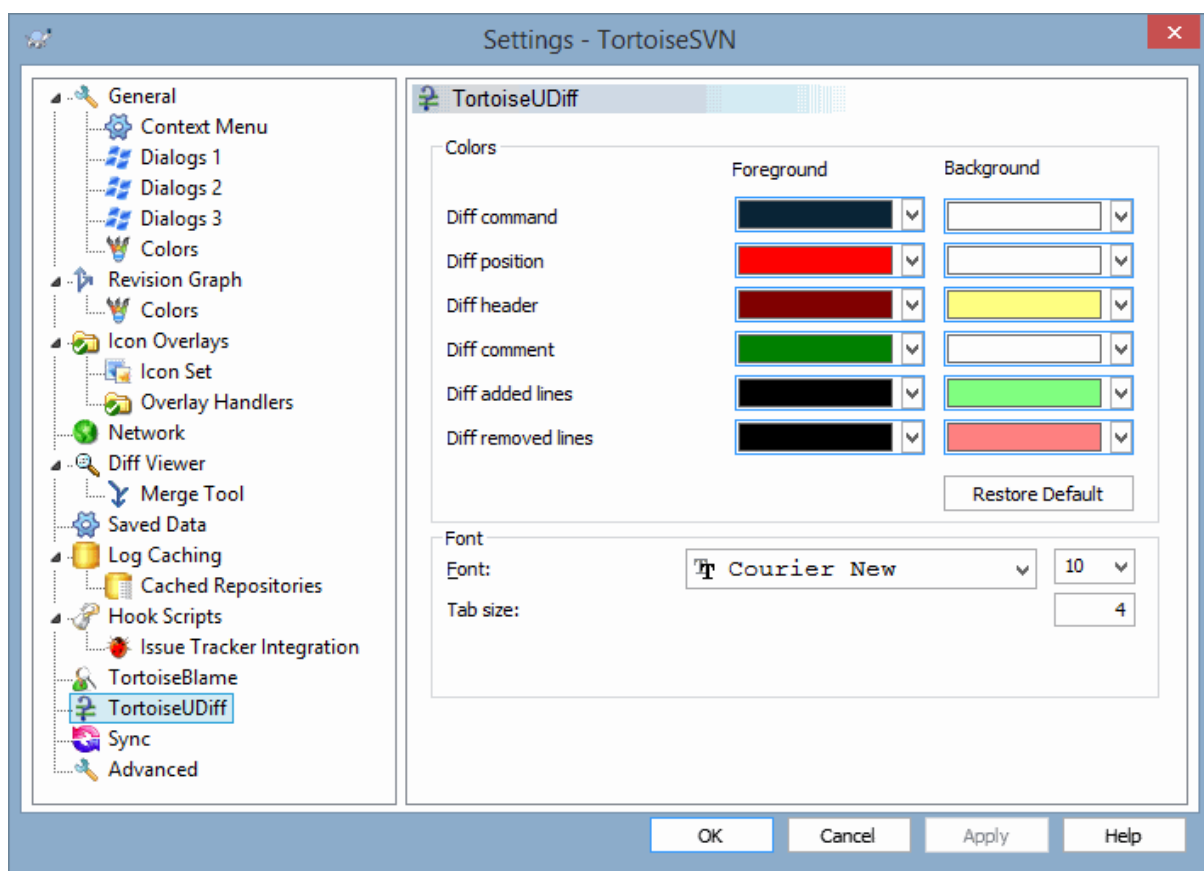 Settings - TortoiseSVN
General
Context Menu
Dialogs 1
Dialogs 2
Dialogs 3
Colors
Revision Graph
Colors
Icon Overlays
Icon Set
Overlay Handlers
Network
Diff Viewer
Merge Tool
Saved Data
Log Caching
Cached Repositories
Hook Scripts
Issue Tracker Integration
TortoiseBlame
TortoiseUDiff
Sync
Advanced
TortoiseUDiff
Colors
Foreground Background
Diff command
Diff position
Diff header
Diff comment
Diff added lines
Diff removed lines
Restore Default
Font
Font: Courier New 10
Tab size: 4
OK Cancel Apply Help